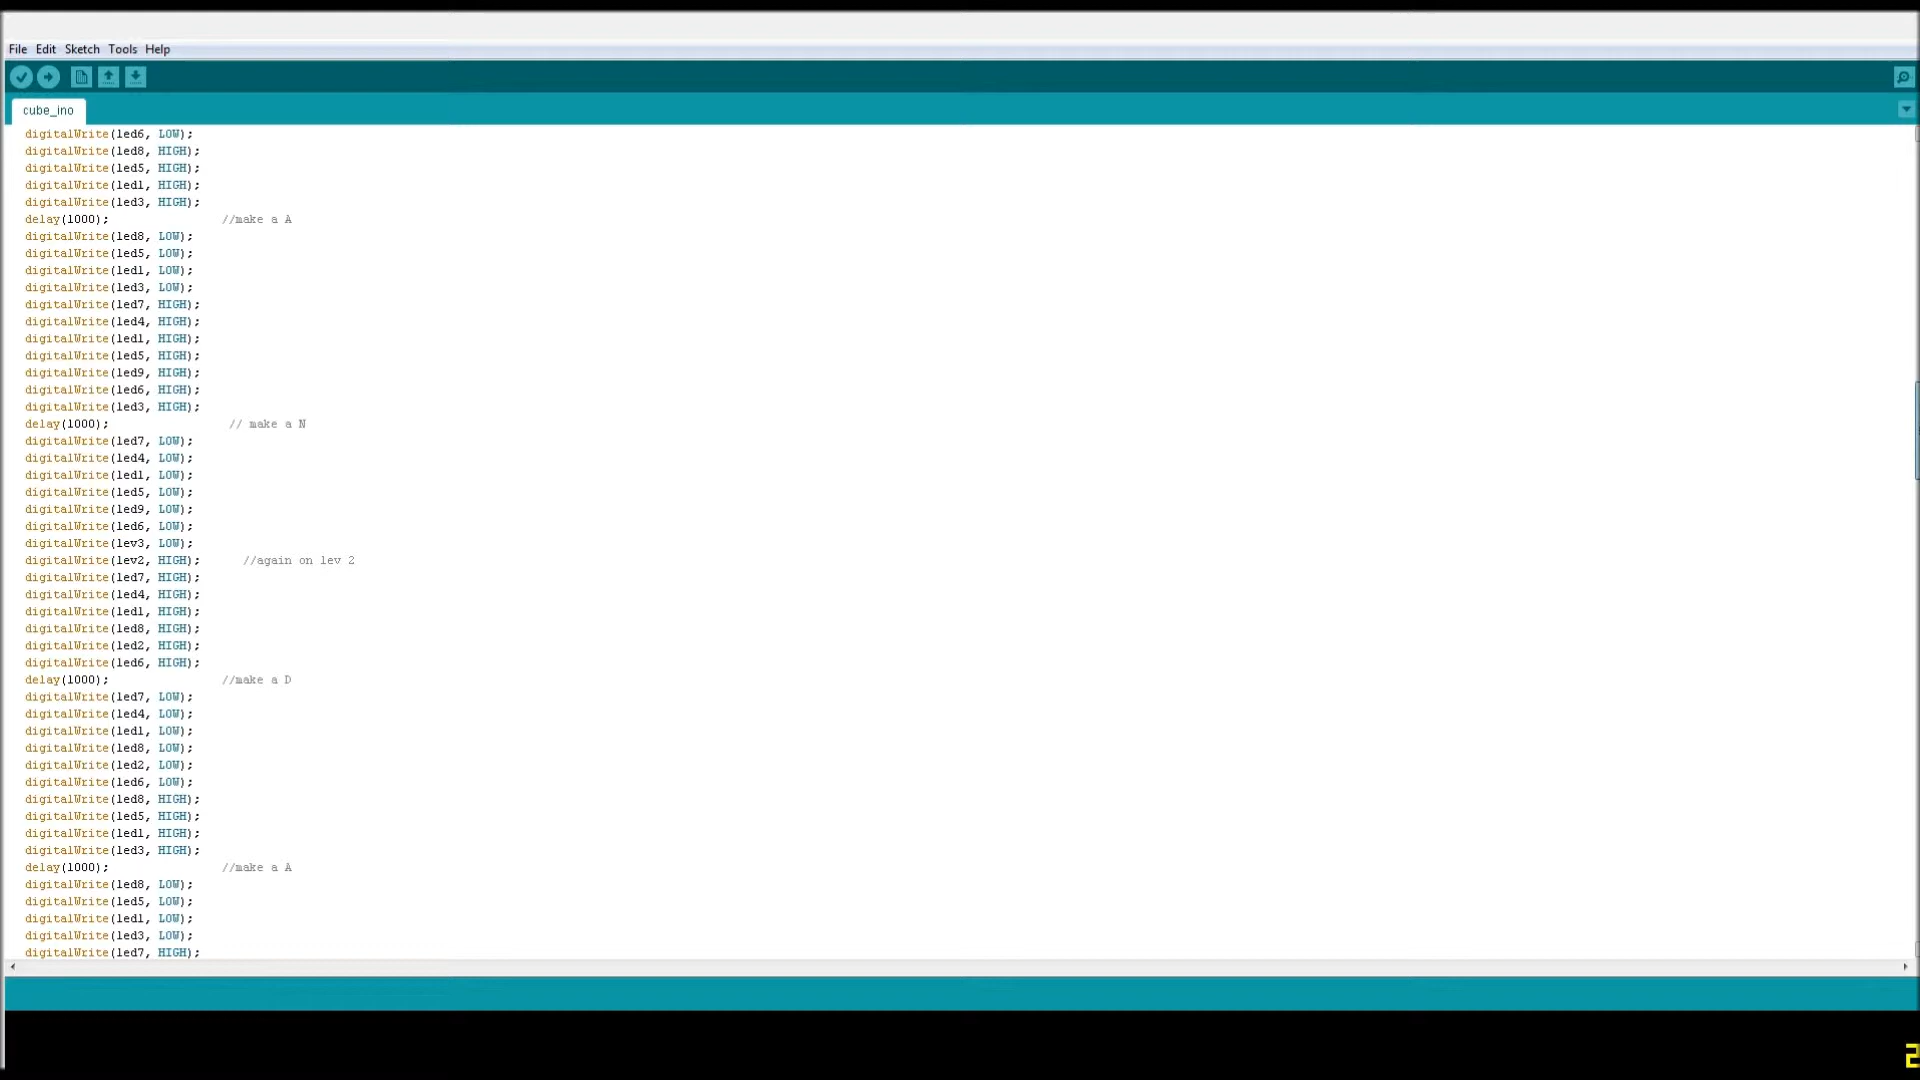 File Edit Sketch Tools Help
cube_ino
digitalWrite(led6, LOW);
digitalWrite(led8, HIGH);
digitalWrite(led5, HIGH);
digitalWrite(led1, HIGH);
digitalWrite(led3, HIGH);
delay(1000); //make a A
digitalWrite(led8, LOW);
digitalWrite(led5, LOW);
digitalWrite(led1, LOW);
digitalWrite(led3, LOW);
digitalWrite(led7, HIGH);
digitalWrite(led4, HIGH);
digitalWrite(led1, HIGH);
digitalWrite(led5, HIGH);
digitalWrite(led9, HIGH);
digitalWrite(led6, HIGH);
digitalWrite(led3, HIGH);
delay(1000); // make a N
digitalWrite(led7, LOW);
digitalWrite(led4, LOW);
digitalWrite(led1, LOW);
digitalWrite(led5, LOW);
digitalWrite(led9, LOW);
digitalWrite(led6, LOW);
digitalWrite(lev3, LOW);
digitalWrite(lev2, HIGH); //again on lev 2
digitalWrite(led7, HIGH);
digitalWrite(led4, HIGH);
digitalWrite(led1, HIGH);
digitalWrite(led8, HIGH);
digitalWrite(led2, HIGH);
digitalWrite(led6, HIGH);
delay(1000); //make a D
digitalWrite(led7, LOW);
digitalWrite(led4, LOW);
digitalWrite(led1, LOW);
digitalWrite(led8, LOW);
digitalWrite(led2, LOW);
digitalWrite(led6, LOW);
digitalWrite(led8, HIGH);
digitalWrite(led5, HIGH);
digitalWrite(led1, HIGH);
digitalWrite(led3, HIGH);
delay(1000); //make a A
digitalWrite(led8, LOW);
digitalWrite(led5, LOW);
digitalWrite(led1, LOW);
digitalWrite(led3, LOW);
digitalWrite(led7, HIGH);
2